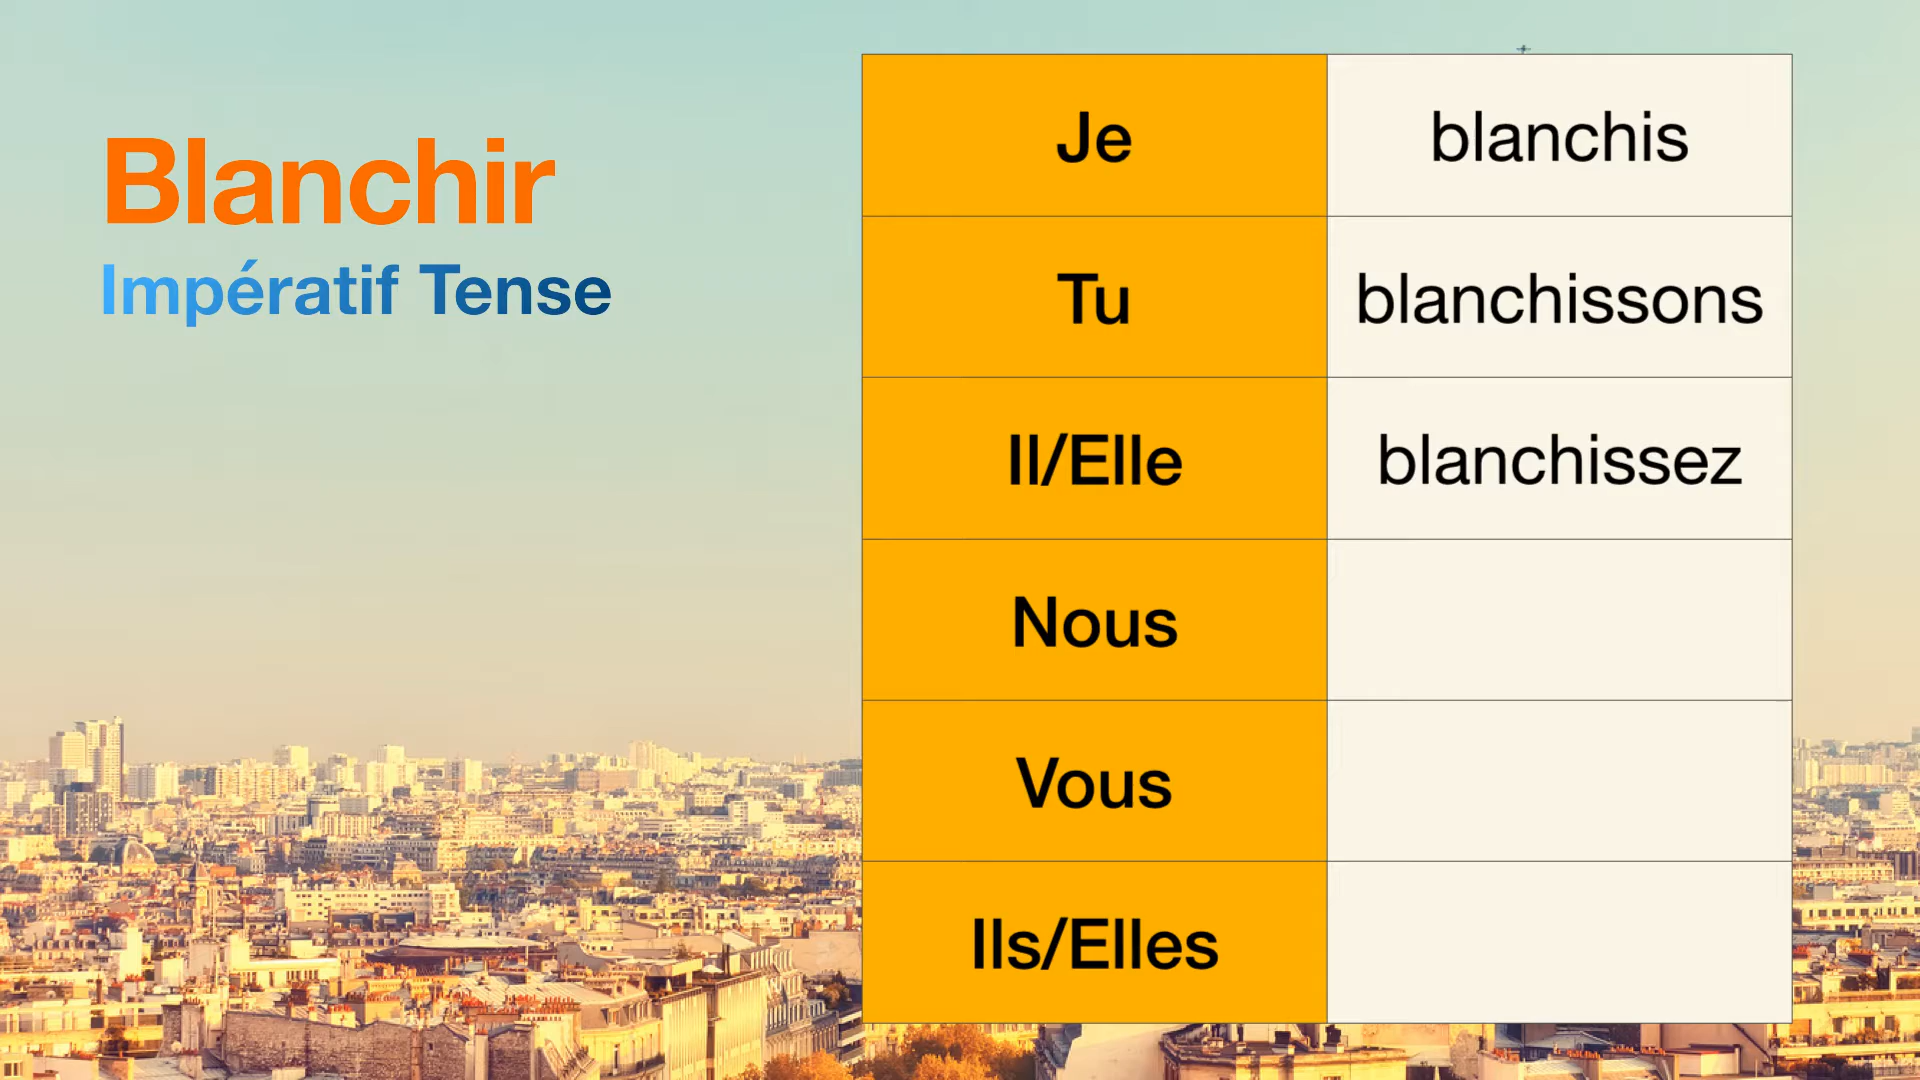 Blanchir
Impératif Tense
Je blanchis
Tu blanchissons
Il/Elle blanchissez
Nous
Vous
Ils/Elles